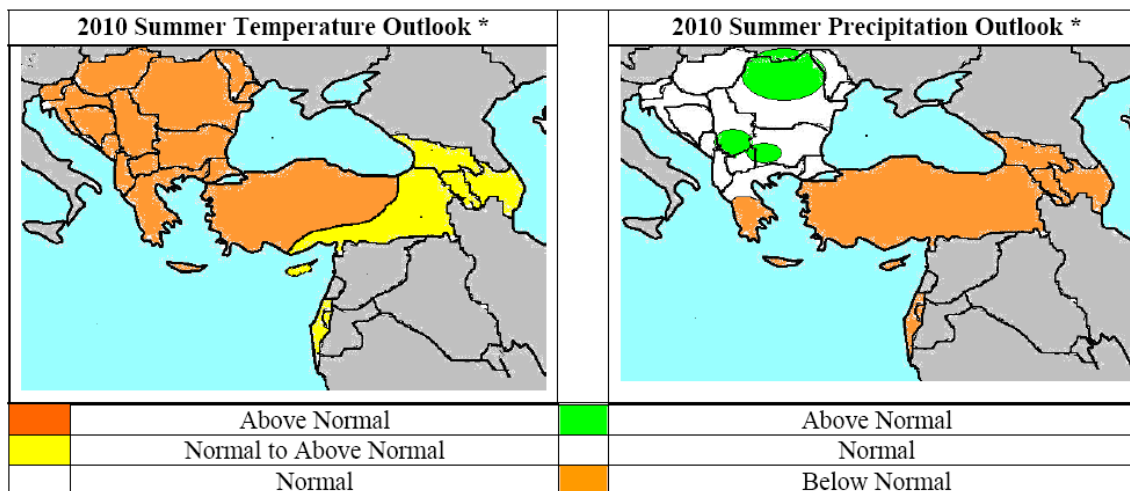 2010 Summer Temperature Outlook *
2010 Summer Precipitation Outlook *
Above Normal
Above Normal
Normal to Above Normal
Normal
Normal
Below Normal